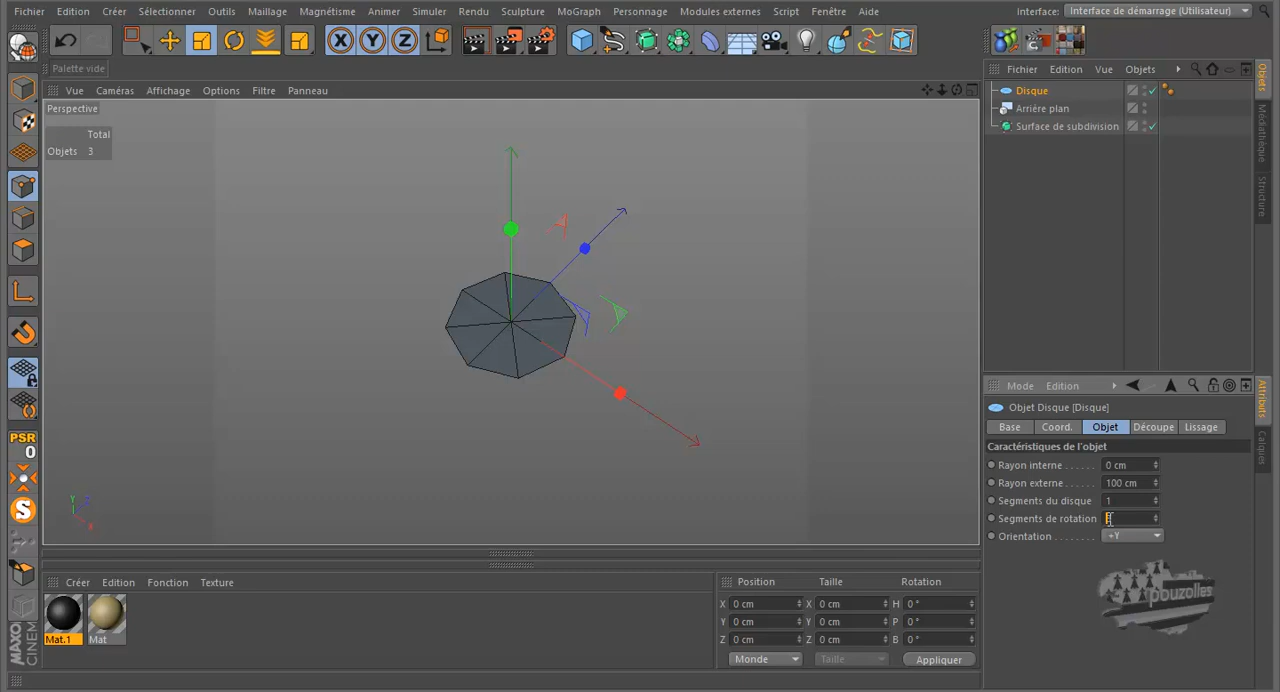 Fichier Edition Créer Sélectionner Outils Maillage Magnétisme Animer Simuler Rendu Sculpture MoGraph Personnage Modules externes Script Fenêtre Aide Interface: Interface de démarrage (Utilisateur)
X Y Z
Palette vide
Fichier Edition Vue Objets
Vue Caméras Affichage Options Filtre Panneau
Disque
Perspective
Arrière plan
Total
Surface de subdivision
Objets 3
Objets
Médiathèque
Structure
Mode Edition
Objet Disque [Disque]
Base Coord. Objet Découpe Lissage
Caractéristiques de l'objet
Rayon interne . . . . . . 0 cm
Rayon externe . . . . . . 100 cm
Segments du disque 1
Segments de rotation
Orientation . . . . . . . . +Y
Attributs
Calques
PSR
0
S
Y Z
X
pbuzolles
Créer Edition Fonction Texture
Mat.1 Mat
Position Taille Rotation
X 0 cm X 0 cm H 0 °
Y 0 cm Y 0 cm P 0 °
Z 0 cm Z 0 cm B 0 °
Monde Taille Appliquer
MAXO
CINEM